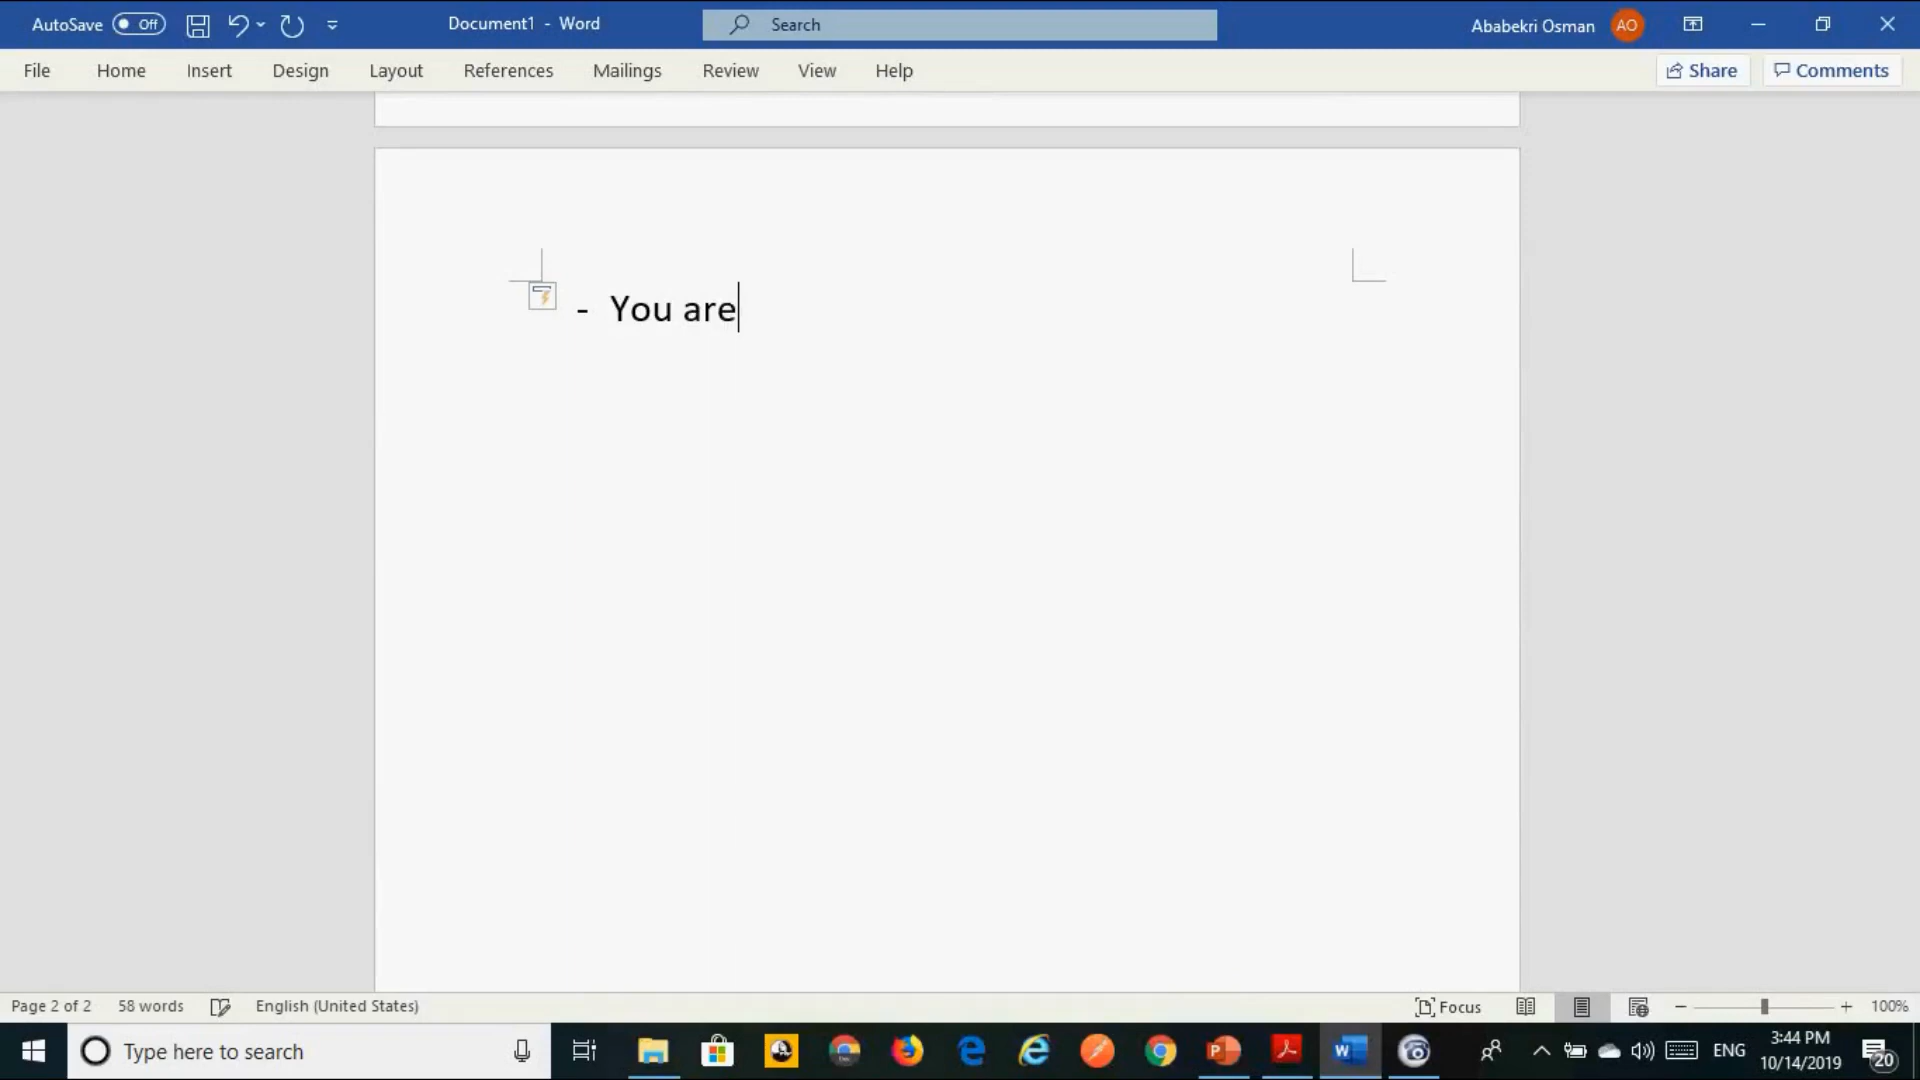 AutoSave Off Document1 - Word Search Ababekri Osman AO
File Home Insert Design Layout References Mailings Review View Help Share Comments
- You are
Page 2 of 2 58 words English (United States) Focus 100%
Type here to search ENG 3:44 PM
10/14/2019 20